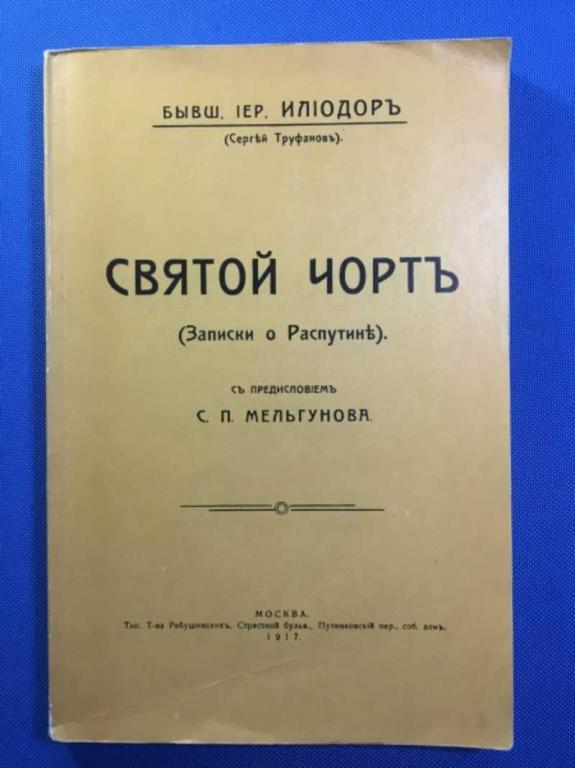 БЫВШ. ІЕР. ИЛІОДОРЪ
(Сергѣй Труфановъ).
СВЯТОЙ ЧОРТЪ
(Записки о Распутинѣ).
СЪ ПРЕДИСЛОВІЕМЪ
С. П. МЕЛЬГУНОВА.
МОСКВА.
Тип. Т-ва Рябушинскихъ. Страстной бульв., Путинковскій пер., соб. домъ.
1917.